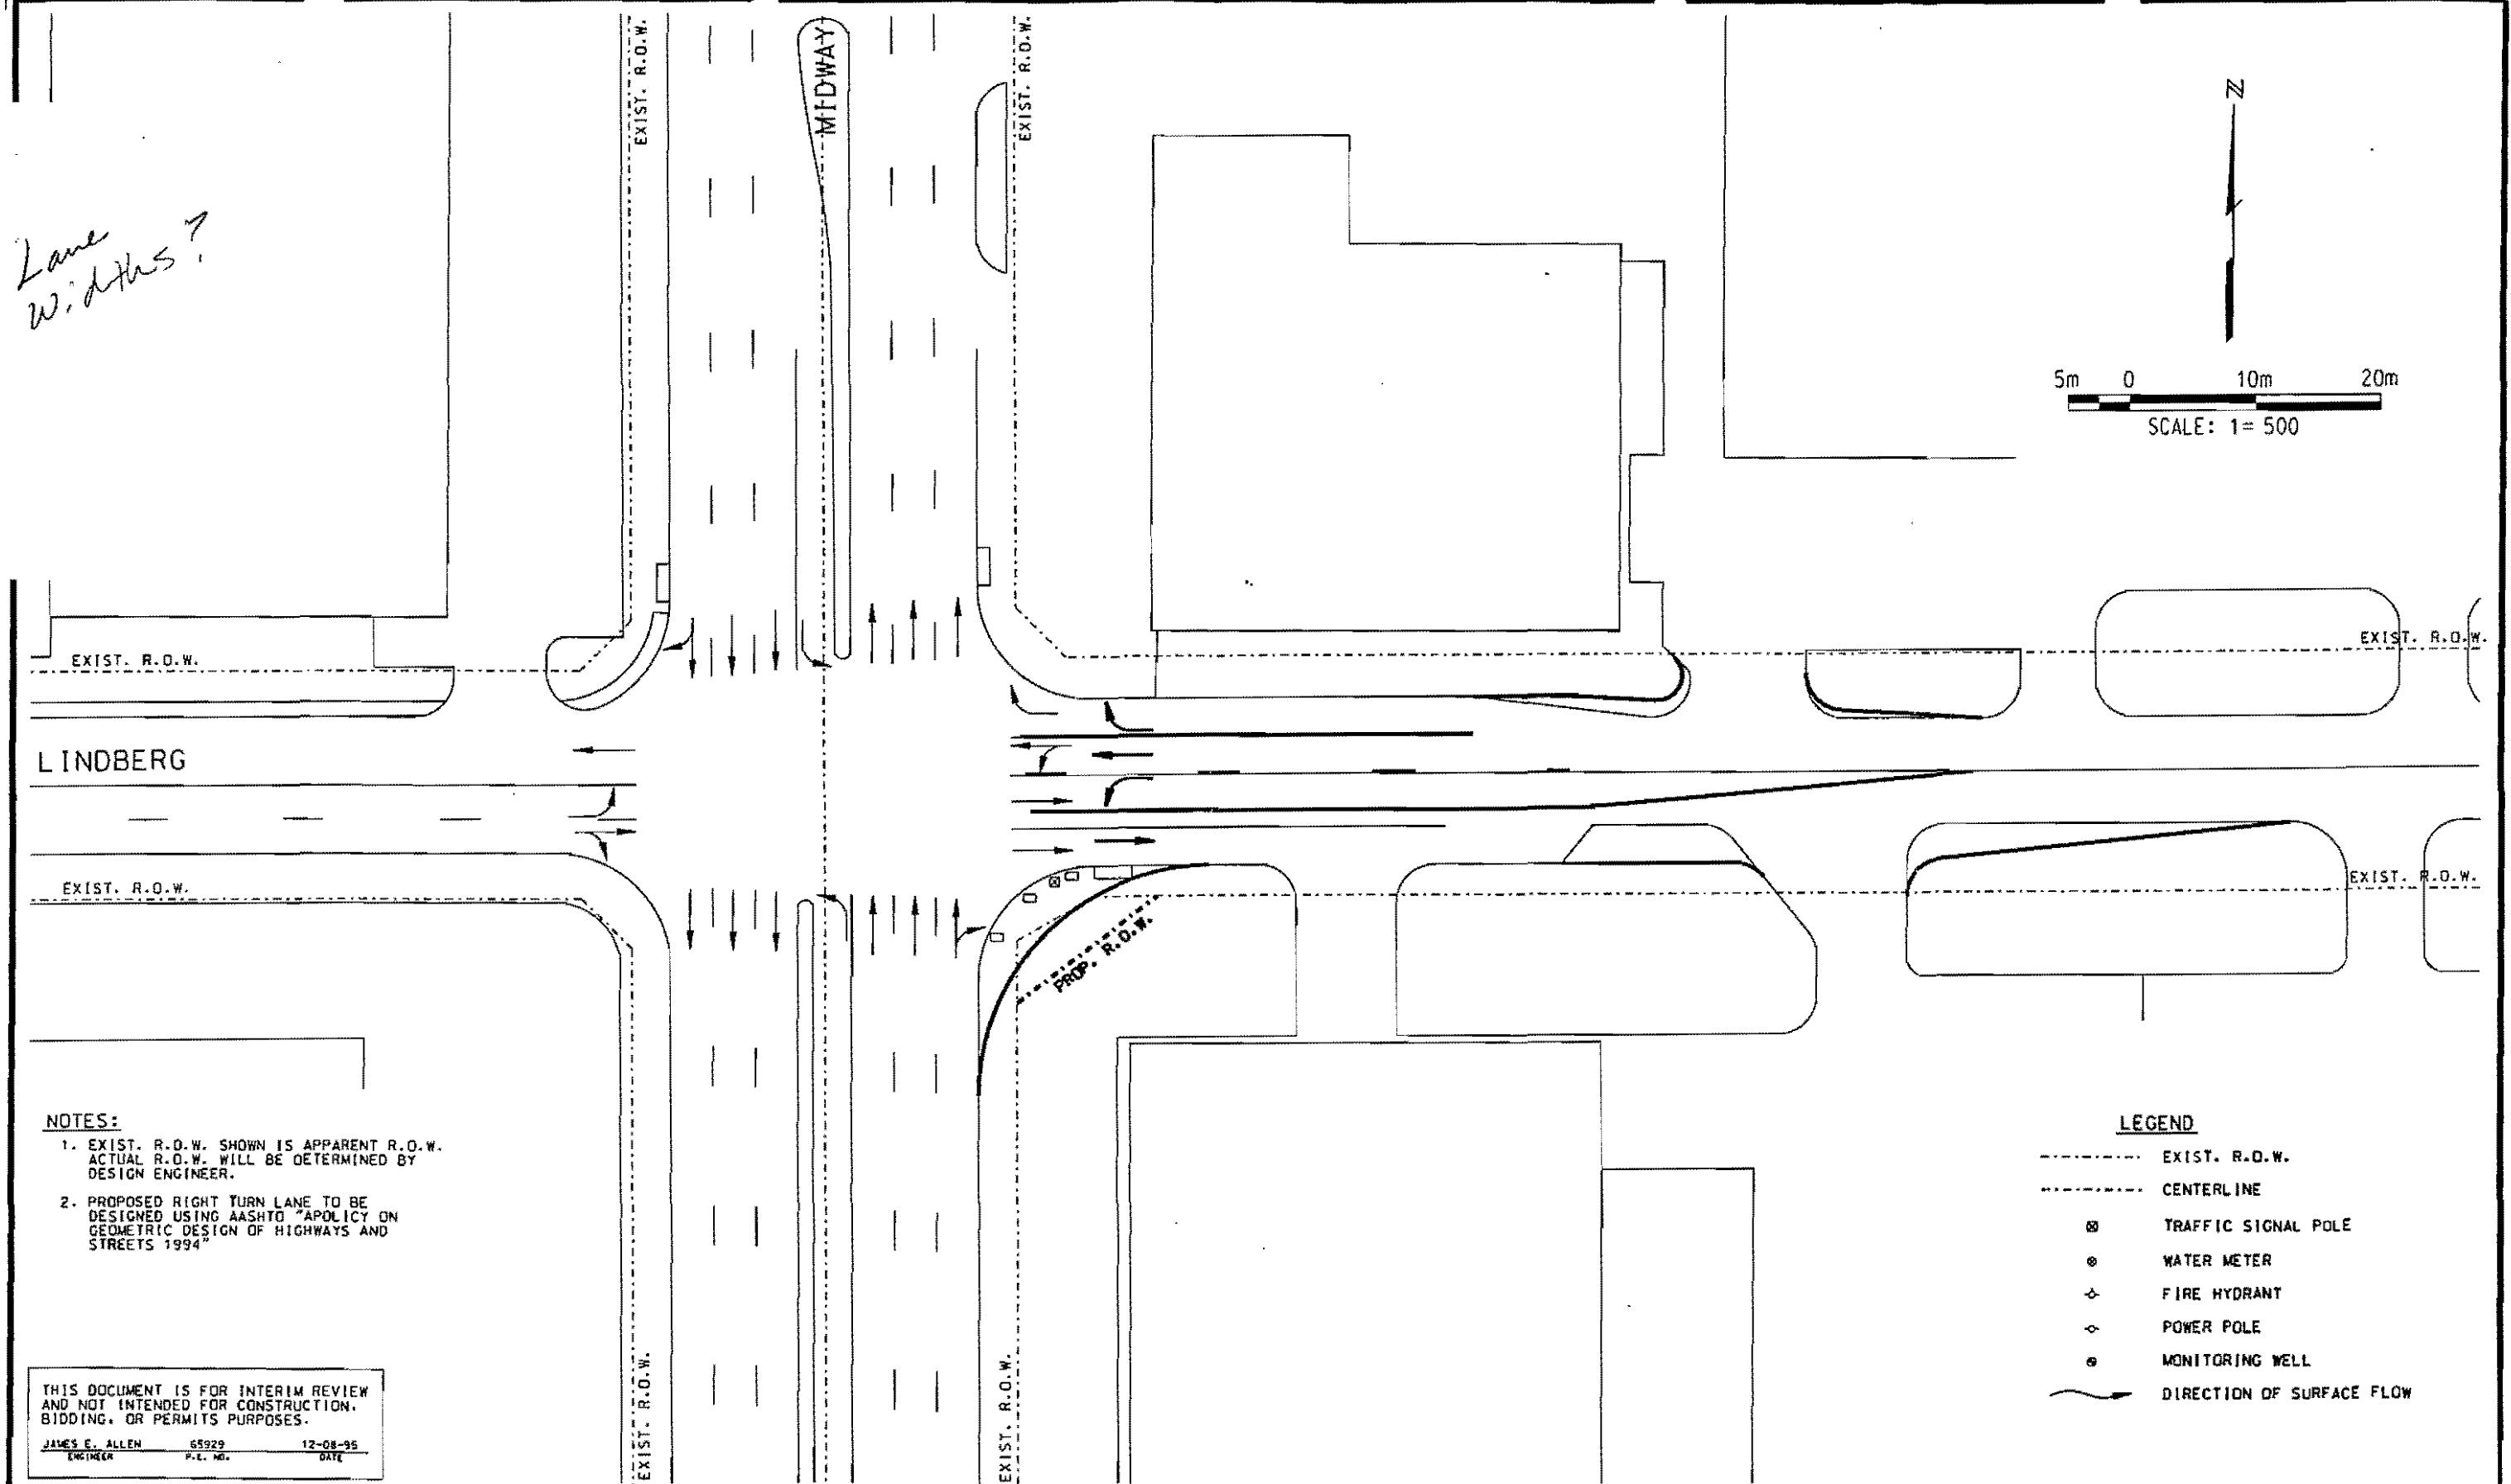 EXIST. R.O.W.
MIDWAY
EXIST. R.O.W.
N
Lane
Widths?
5m 0 10m 20m
SCALE: 1= 500
EXIST. R.O.W.
EXIST. R.O.W.
LINDBERG
EXIST. R.O.W.
EXIST. R.O.W.
PROP. R.O.W.
NOTES:
1. EXIST. R.O.W. SHOWN IS APPARENT R.O.W.
ACTUAL R.O.W. WILL BE DETERMINED BY
DESIGN ENGINEER.
2. PROPOSED RIGHT TURN LANE TO BE
DESIGNED USING AASHTO "APOLICY ON
GEOMETRIC DESIGN OF HIGHWAYS AND
STREETS 1994"
LEGEND
EXIST. R.O.W.
CENTERLINE
TRAFFIC SIGNAL POLE
WATER METER
FIRE HYDRANT
POWER POLE
MONITORING WELL
DIRECTION OF SURFACE FLOW
EXIST. R.O.W.
EXIST. R.O.W.
THIS DOCUMENT IS FOR INTERIM REVIEW
AND NOT INTENDED FOR CONSTRUCTION.
BIDDING. OR PERMITS PURPOSES.
JAMES E. ALLEN 65929 12-08-95
ENGINEER P.E. NO. DATE